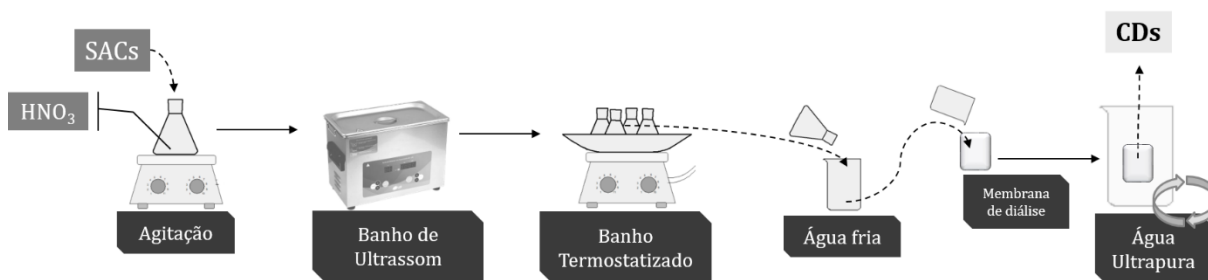 SACs
HNO₃
Agitação
Banho de
Ultrassom
Banho
Termostatizado
Água fria
Membrana
de diálise
CDs
Água
Ultrapura